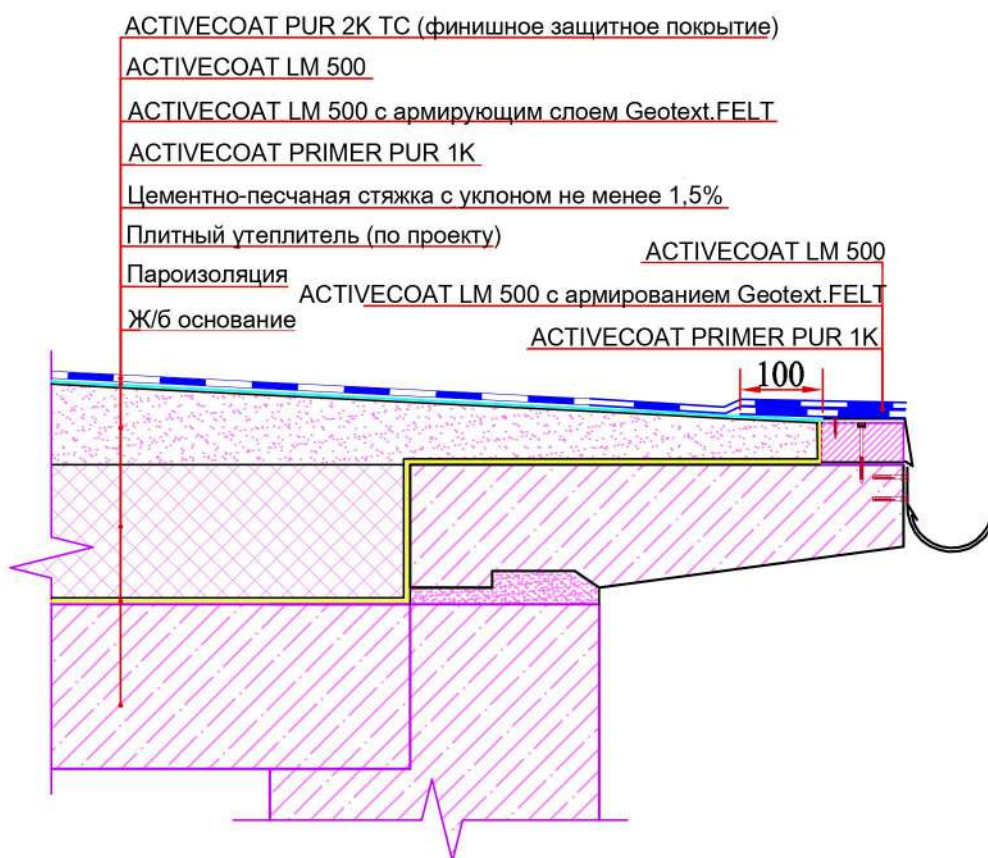 ACTIVECOAT PUR 2K TC (финишное защитное покрытие)
ACTIVECOAT LM 500
ACTIVECOAT LM 500 с армирующим слоем Geotext.FELT
ACTIVECOAT PRIMER PUR 1K
Цементно-песчаная стяжка с уклоном не менее 1,5%
Плитный утеплитель (по проекту)
Пароизоляция
Ж/б основание
ACTIVECOAT LM 500
ACTIVECOAT LM 500 с армированием Geotext.FELT
ACTIVECOAT PRIMER PUR 1K
100